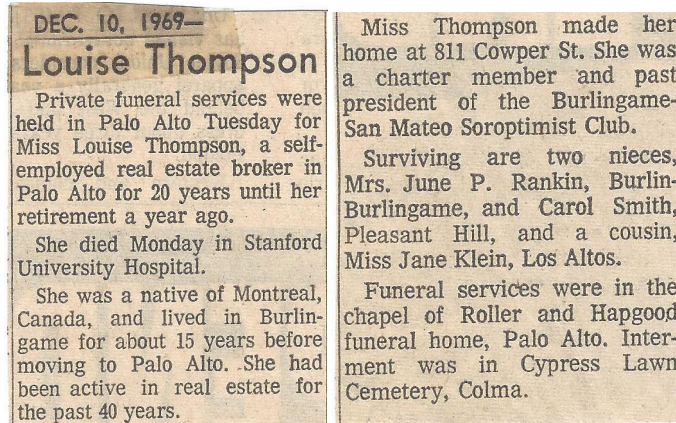 DEC. 10, 1969—
Louise Thompson
Private funeral services were
held in Palo Alto Tuesday for
Miss Louise Thompson, a self-
employed real estate broker in
Palo Alto for 20 years until her
retirement a year ago.
She died Monday in Stanford
University Hospital.
She was a native of Montreal,
Canada, and lived in Burlin-
game for about 15 years before
moving to Palo Alto. She had
been active in real estate for
the past 40 years.
Miss Thompson made her
home at 811 Cowper St. She was
a charter member and past
president of the Burlingame-
San Mateo Soroptimist Club.
Surviving are two nieces,
Mrs. June P. Rankin, Burlin-
Burlingame, and Carol Smith,
Pleasant Hill, and a cousin,
Miss Jane Klein, Los Altos.
Funeral services were in the
chapel of Roller and Hapgood
funeral home, Palo Alto. Inter-
ment was in Cypress Lawn
Cemetery, Colma.